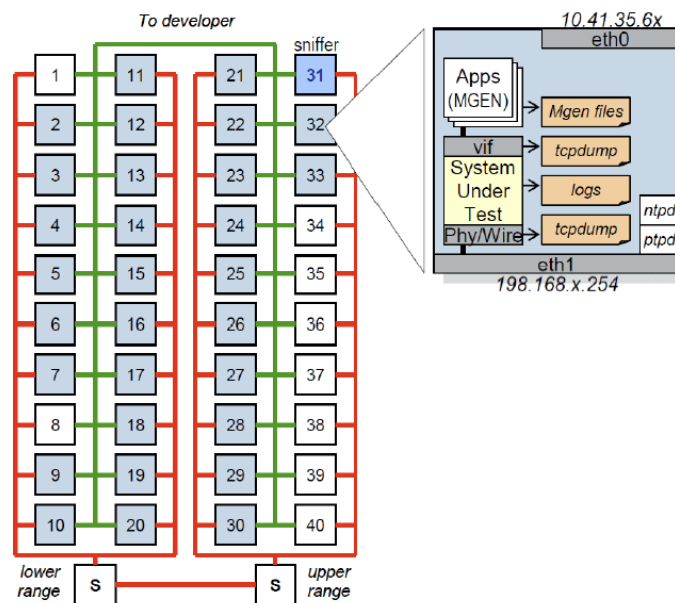 To developer
sniffer
1 11 21 31
2 12 22 32
3 13 23 33
4 14 24 34
5 15 25 35
6 16 26 36
7 17 27 37
8 18 28 38
9 19 29 39
10 20 30 40
lower range
S
S
upper range
10.41.35.6x
eth0
Apps
(MGEN)
Mgen files
vif
tcpdump
System
Under
Test
logs
Phy/Wire
tcpdump
ntpd
ptpd
eth1
198.168.x.254